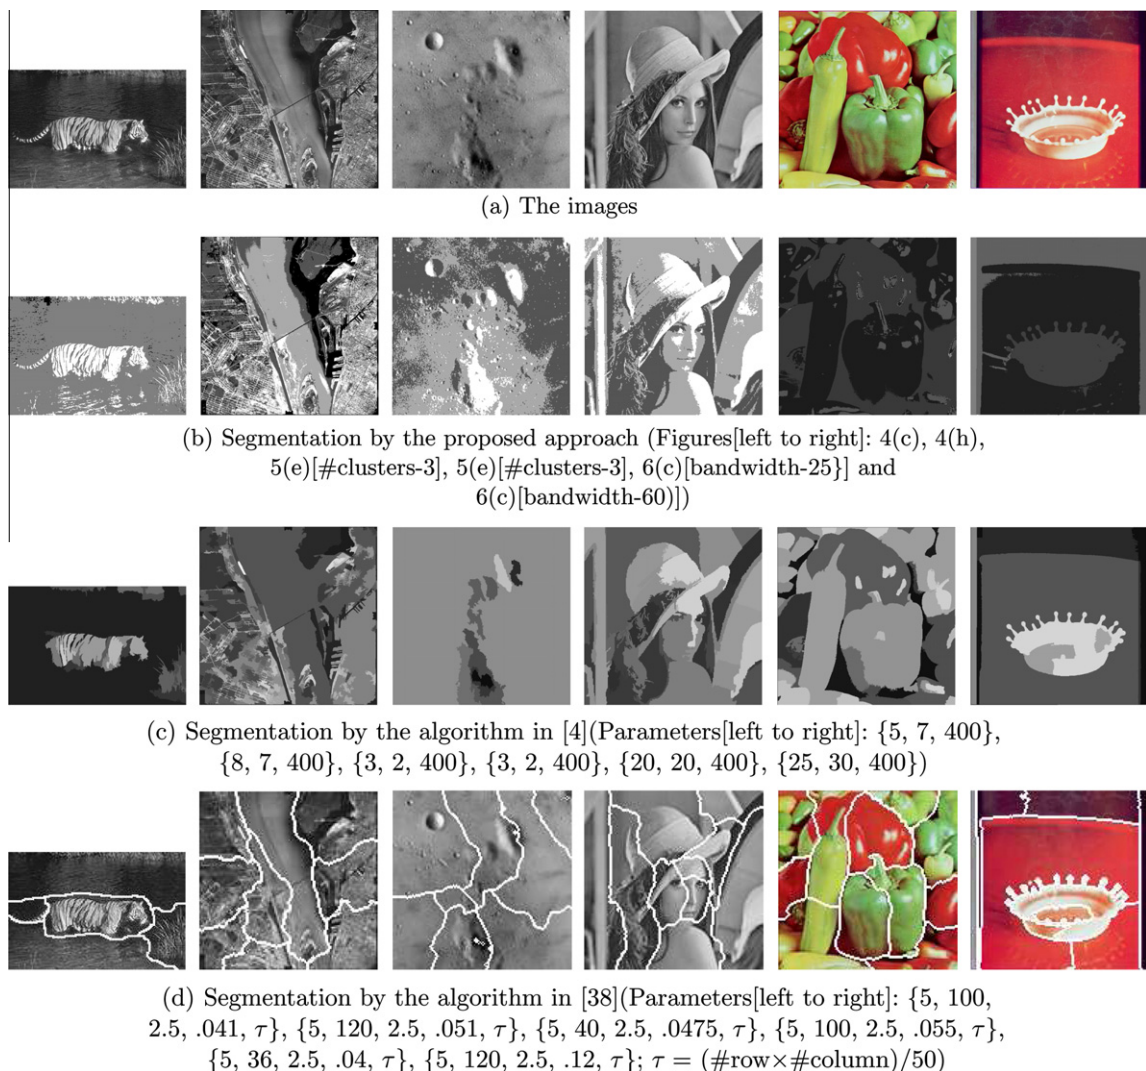 (a) The images
(b) Segmentation by the proposed approach (Figures[left to right]: 4(c), 4(h),
5(e)[#clusters-3], 5(e)[#clusters-3], 6(c)[bandwidth-25}] and
6(c)[bandwidth-60)])
(c) Segmentation by the algorithm in [4](Parameters[left to right]: {5, 7, 400},
{8, 7, 400}, {3, 2, 400}, {3, 2, 400}, {20, 20, 400}, {25, 30, 400})
(d) Segmentation by the algorithm in [38](Parameters[left to right]: {5, 100,
2.5, .041, τ}, {5, 120, 2.5, .051, τ}, {5, 40, 2.5, .0475, τ}, {5, 100, 2.5, .055, τ},
{5, 36, 2.5, .04, τ}, {5, 120, 2.5, .12, τ; τ = (#row×#column)/50)